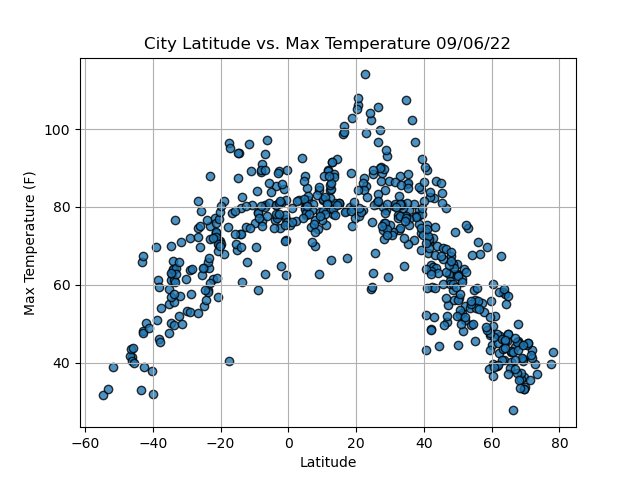 City Latitude vs. Max Temperature 09/06/22
Max Temperature (F)
100
80
60
40
−60 −40 −20 0 20 40 60 80
Latitude